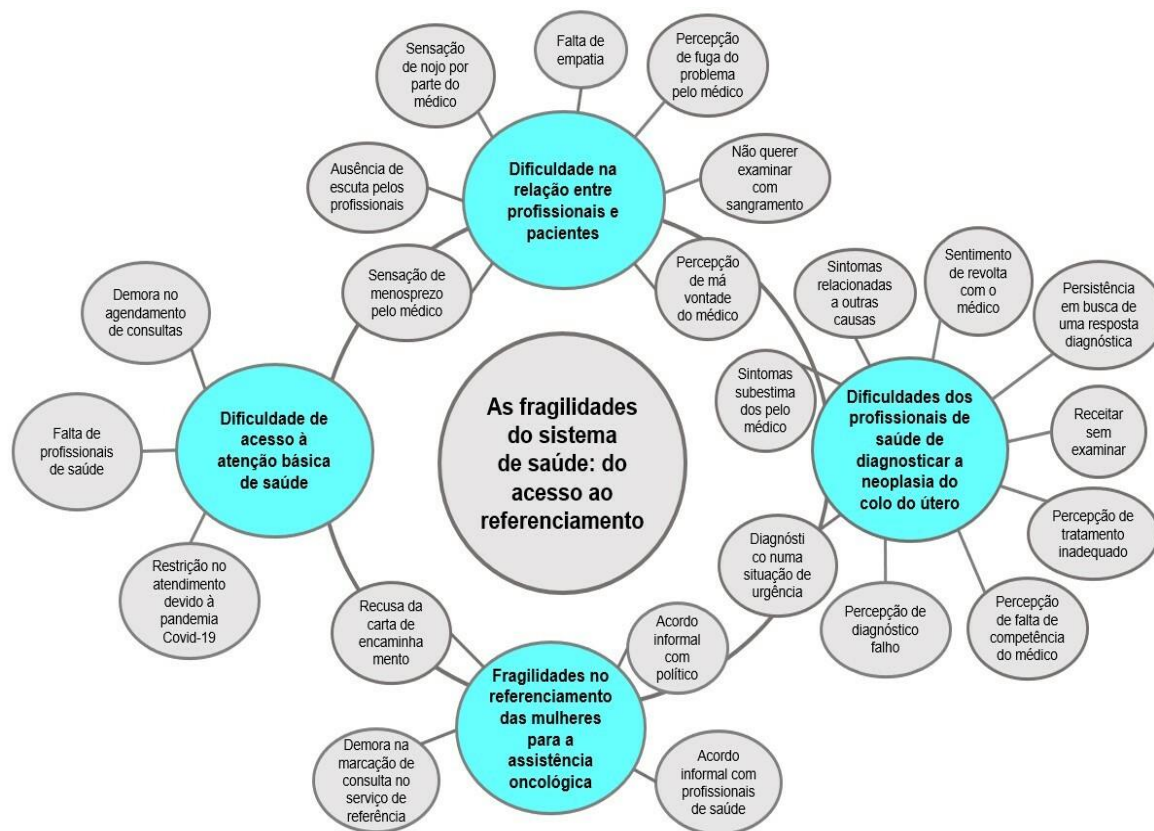 Sensação
de nojo por
parte do
médico
Falta de
empatia
Percepção
de fuga do
problema
pelo médico
Ausência de
escuta pelos
profissionais
Dificuldade na
relação entre
profissionais e
pacientes
Não querer
examinar
com
sangramento
Sensação de
menosprezo
pelo médico
Percepção
de má
vontade do
médico
Demora no
agendamento
de consultas
Falta de
profissionais
de saúde
Dificuldade de
acesso à
atenção básica
de saúde
Restrição no
atendimento
devido à
pandemia
Covid-19
As fragilidades
do sistema
de saúde: do
acesso ao
referenciamento
Sintomas
relacionadas
a outras
causas
Sentimento
de revolta
com o
médico
Persistência
em busca de
uma resposta
diagnóstica
Sintomas
subestima
dos pelo
médico
Dificuldades dos
profissionais de
saúde de
diagnosticar a
neoplasia do
colo do útero
Receitar
sem
examinar
Percepção de
tratamento
inadequado
Diagnósti
co numa
situação de
urgência
Percepção de
diagnóstico
falho
Percepção
de falta de
competência
do médico
Recusa da
carta de
encaminha
mento
Acordo
informal
com
político
Fragilidades no
referenciamento
das mulheres
para a
assistência
oncológica
Demora na
marcação de
consulta no
serviço de
referência
Acordo
informal com
profissionais
de saúde